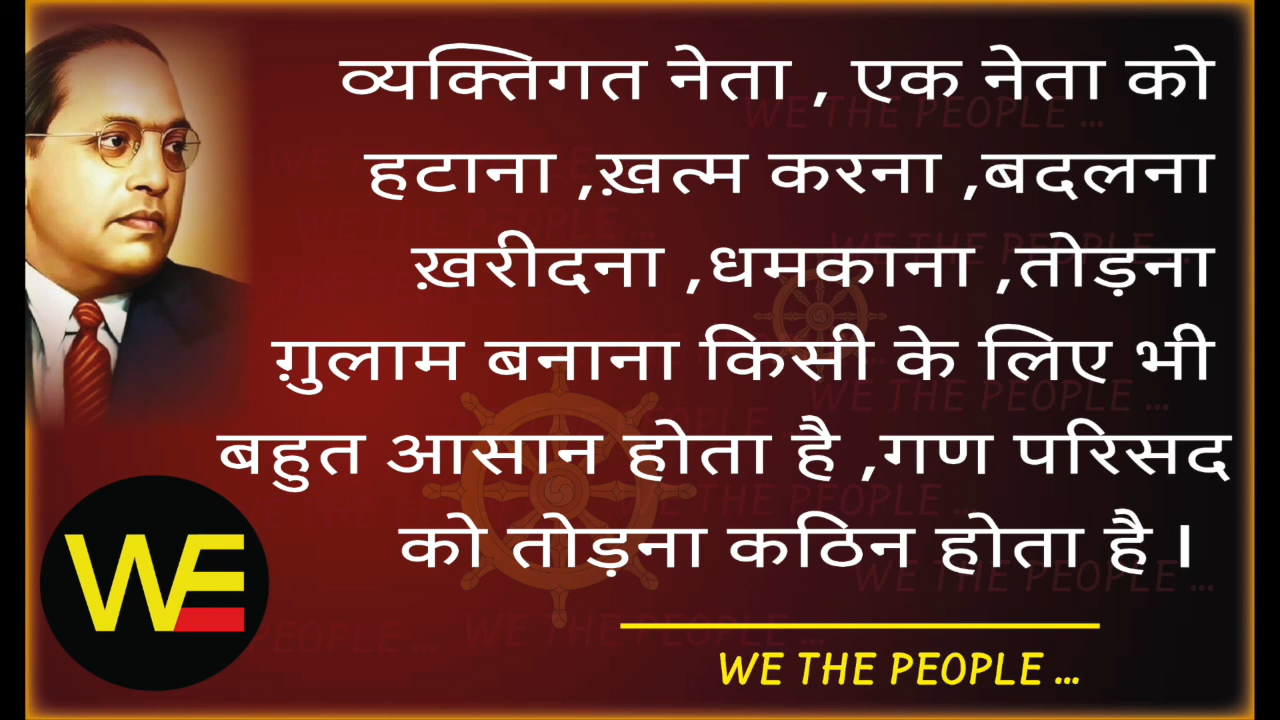 व्यक्तिगत नेता , एक नेता को
हटाना ,ख़त्म करना ,बदलना
ख़रीदना ,धमकाना ,तोड़ना
ग़ुलाम बनाना किसी के लिए भी
बहुत आसान होता है ,गण परिसद
को तोड़ना कठिन होता है ।
WE
WE THE PEOPLE ...